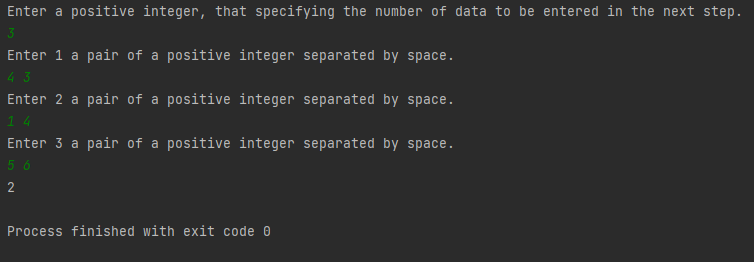 Enter a positive integer, that specifying the number of data to be entered in the next step.
3
Enter 1 a pair of a positive integer separated by space.
4 3
Enter 2 a pair of a positive integer separated by space.
1 4
Enter 3 a pair of a positive integer separated by space.
5 6
2
Process finished with exit code 0